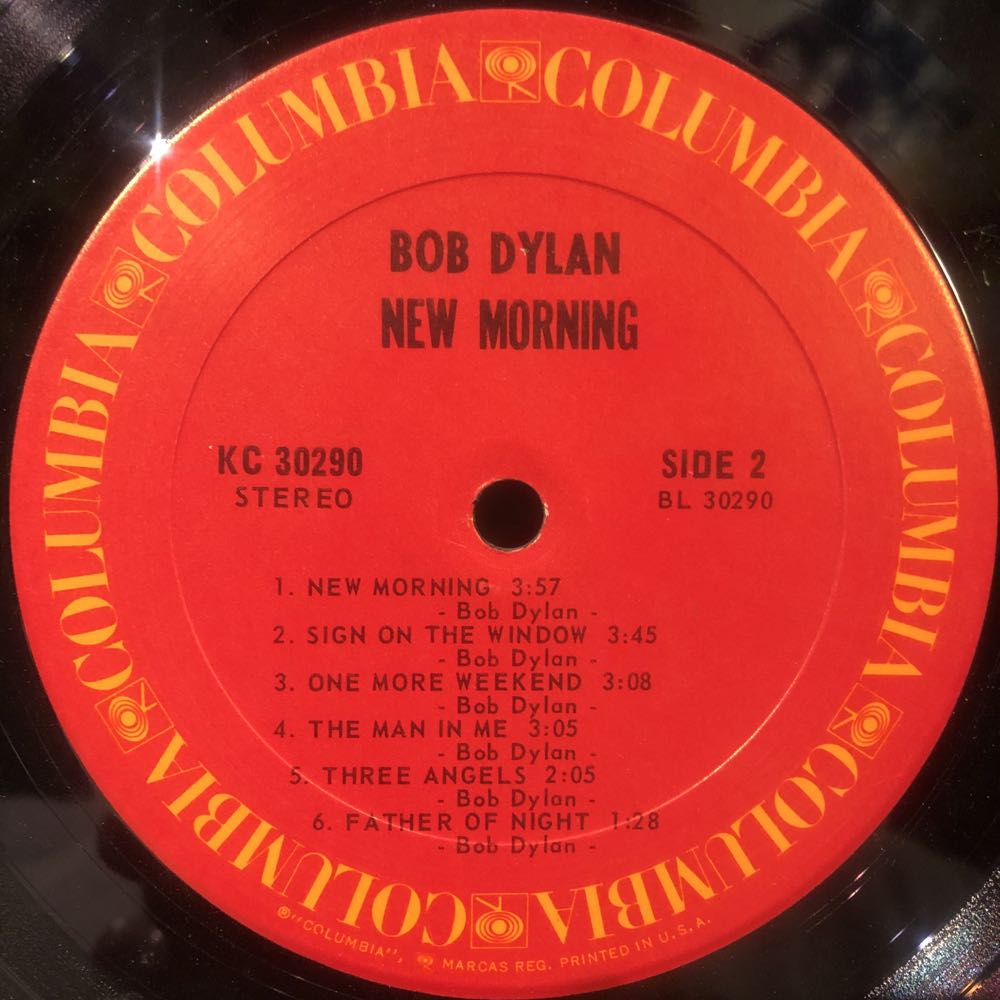 COLUMBIA COLUMBIA COLUMBIA COLUMBIA COLUMBIA COLUMBIA
BOB DYLAN
NEW MORNING
KC 30290
STEREO
SIDE 2
BL 30290
1. NEW MORNING 3:57
- Bob Dylan -
2. SIGN ON THE WINDOW 3:45
- Bob Dylan -
3. ONE MORE WEEKEND 3:08
- Bob Dylan -
4. THE MAN IN ME 3:05
- Bob Dylan -
5. THREE ANGELS 2:05
- Bob Dylan -
6. FATHER OF NIGHT 1:28
- Bob Dylan -
®"COLUMBIA", MARCAS REG. PRINTED IN U.S.A.